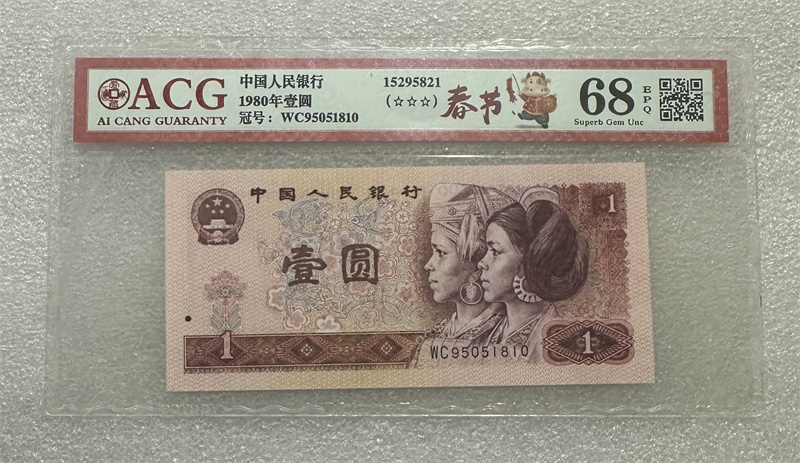 ACG
AI CANG GUARANTY
中国人民银行
1980年壹圆
冠号: WC95051810
15295821
(☆☆☆)
春节
68
EPQ
Superb Gem Unc
中国人民银行
1
壹圆
1
WC95051810
1